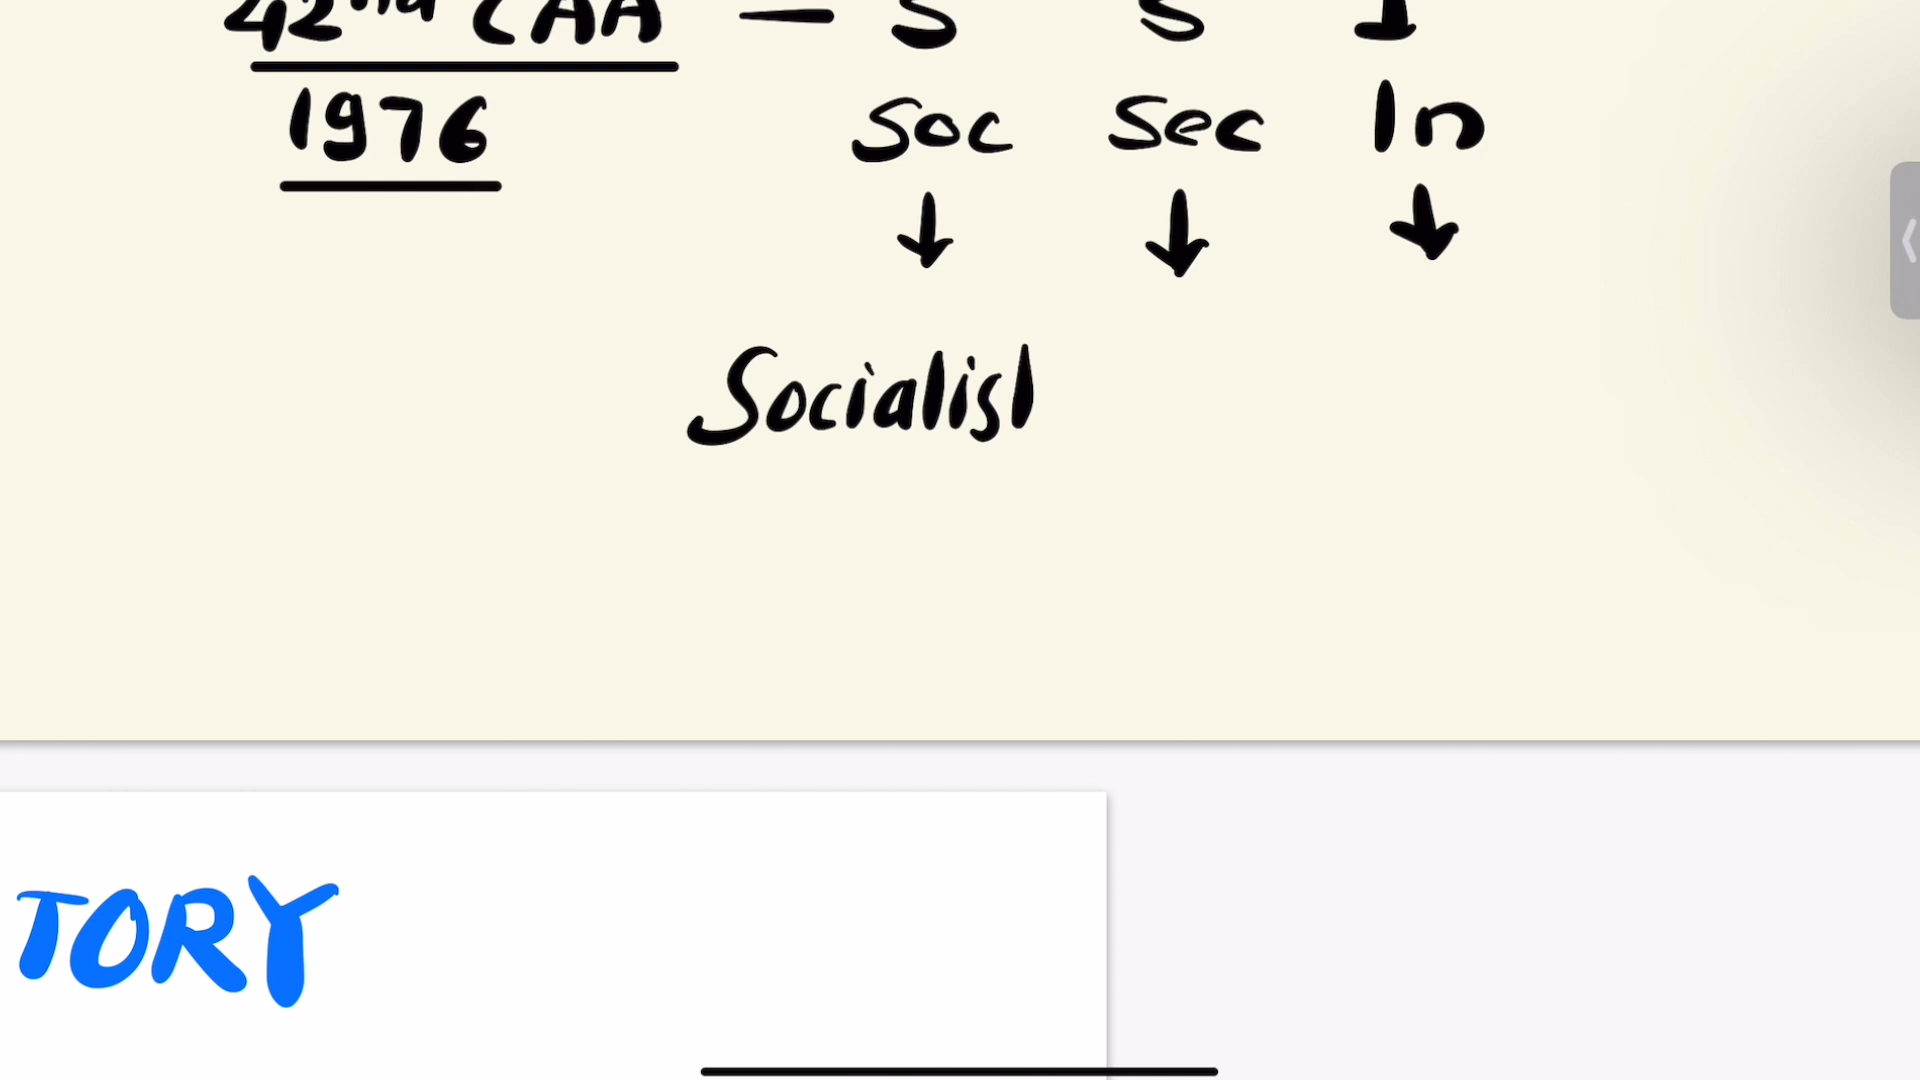 42nd CAA — S S I
1976 Soc Sec In
↓ ↓ ↓
Socialist
TORY